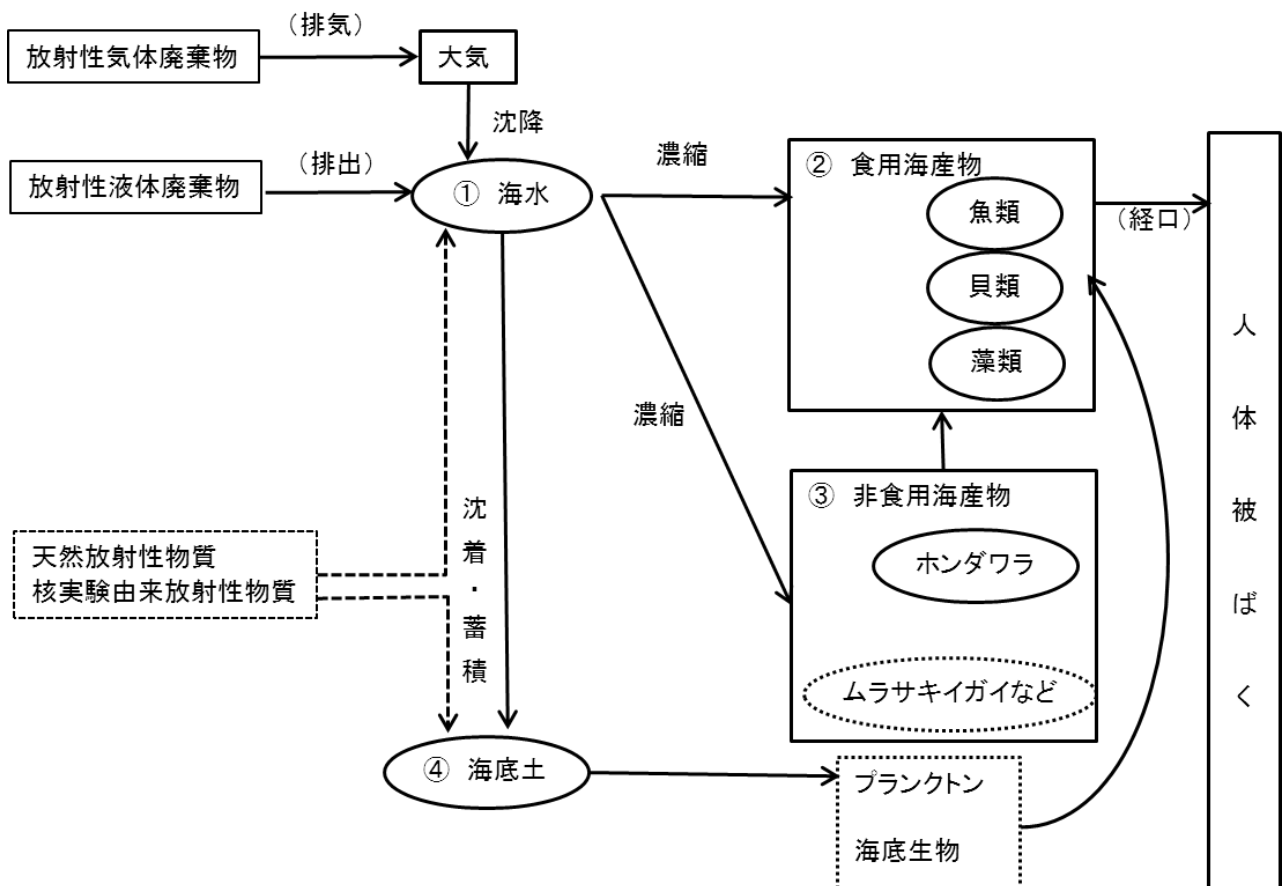 （排気）
放射性気体廃棄物
大気
沈降
（排出）
放射性液体廃棄物
① 海水
濃縮
② 食用海産物
魚類
貝類
藻類
（経口）
人体被ばく
濃縮
③ 非食用海産物
ホンダワラ
ムラサキイガイなど
天然放射性物質
核実験由来放射性物質
沈着・蓄積
④ 海底土
プランクトン
海底生物